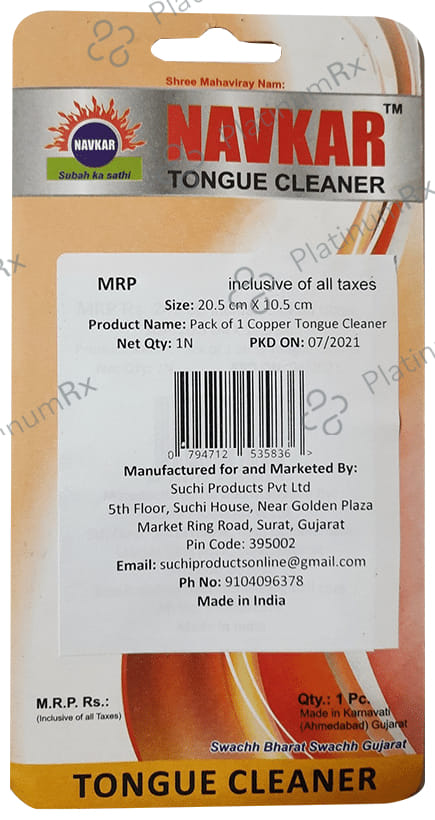 Shree Mahaviray Nam:
NAVKAR™
NAVKAR
Subah ka sathi
TONGUE CLEANER
MRP inclusive of all taxes
Size: 20.5 cm X 10.5 cm
Product Name: Pack of 1 Copper Tongue Cleaner
Net Qty: 1N PKD ON: 07/2021
0 794712 535836 >
Manufactured for and Marketed By:
Suchi Products Pvt Ltd
5th Floor, Suchi House, Near Golden Plaza
Market Ring Road, Surat, Gujarat
Pin Code: 395002
Email: suchiproductsonline@gmail.com
Ph No: 9104096378
Made in India
M.R.P. Rs.:
(Inclusive of all Taxes)
Qty.: 1 Pc.
Made in Karnavati
(Ahmedabad) Gujarat
Swachh Bharat Swachh Gujarat
TONGUE CLEANER
PlatinumRx
PlatinumRx
PlatinumRx
PlatinumRx